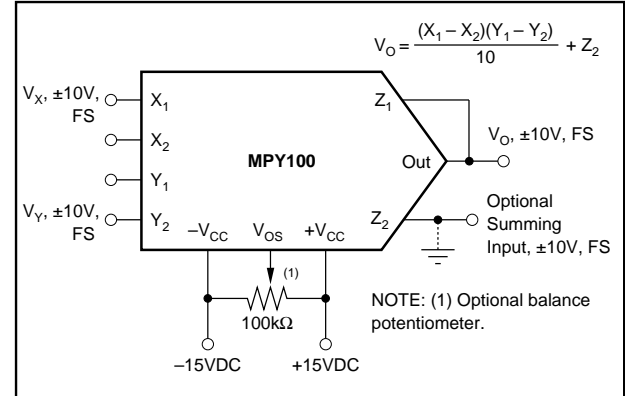 V_O = (X_1 – X_2)(Y_1 – Y_2) / 10 + Z_2
V_X, ±10V,
FS
X_1
X_2
Y_1
V_Y, ±10V,
FS
Y_2
MPY100
Z_1
Out
Z_2
V_O, ±10V, FS
Optional
Summing
Input, ±10V, FS
–V_CC
V_OS
+V_CC
(1)
100kΩ
–15VDC
+15VDC
NOTE: (1) Optional balance
potentiometer.